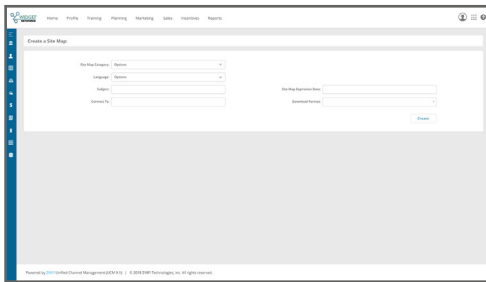 WIDGET
Home Profile Training Planning Marketing Sales Incentives Reports
Create a Site Map
Site Map Category: Options
Language: Options
Subject:
Site Map Expiration Date:
Connect To:
Download Format:
Create
Powered by ZINFI Unified Channel Management (UCM 9.5) | © 2018 ZINFI Technologies, Inc. All rights reserved.